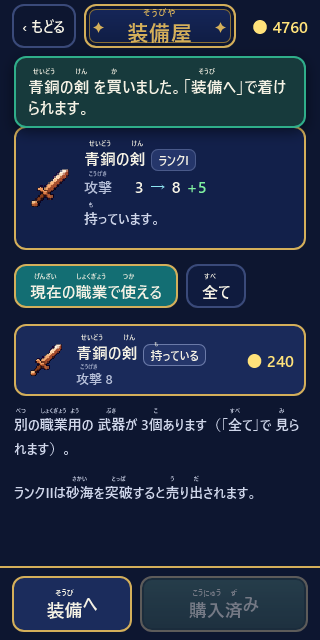 ‹ もどる
そうびや
装備屋
4760
せいどう けん か そうび
青銅の剣 を買いました。「装備へ」で着け
られます。
せいどう けん
青銅の剣 ランクI
こうげき
攻撃 3 → 8 +5
も
持っています。
げんざい しょくぎょう つか
現在の職業で使える
すべ
全て
せいどう けん も
青銅の剣 持っている
こうげき
攻撃 8
240
べつ しょくぎょう よう ぶき こ すべ み
別の職業用の 武器が 3個あります（「全て」で 見ら
れます）。
さかい とっぱ う だ
ランクIIは砂海を突破すると売り出されます。
そうび
装備へ
こうにゅう ず
購入済み